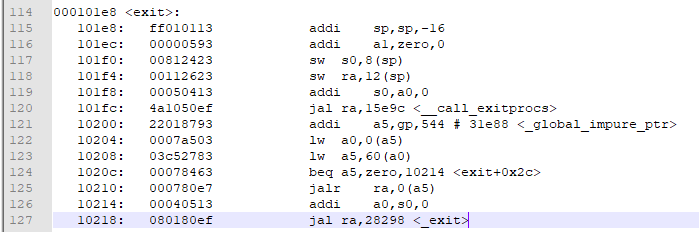 114 000101e8 <exit>:
115 101e8: ff010113 addi sp,sp,-16
116 101ec: 00000593 addi a1,zero,0
117 101f0: 00812423 sw s0,8(sp)
118 101f4: 00112623 sw ra,12(sp)
119 101f8: 00050413 addi s0,a0,0
120 101fc: 4a1050ef jal ra,15e9c <__call_exitprocs>
121 10200: 22018793 addi a5,gp,544 # 31e88 <_global_impure_ptr>
122 10204: 0007a503 lw a0,0(a5)
123 10208: 03c52783 lw a5,60(a0)
124 1020c: 00078463 beq a5,zero,10214 <exit+0x2c>
125 10210: 000780e7 jalr ra,0(a5)
126 10214: 00040513 addi a0,s0,0
127 10218: 080180ef jal ra,28298 <_exit>